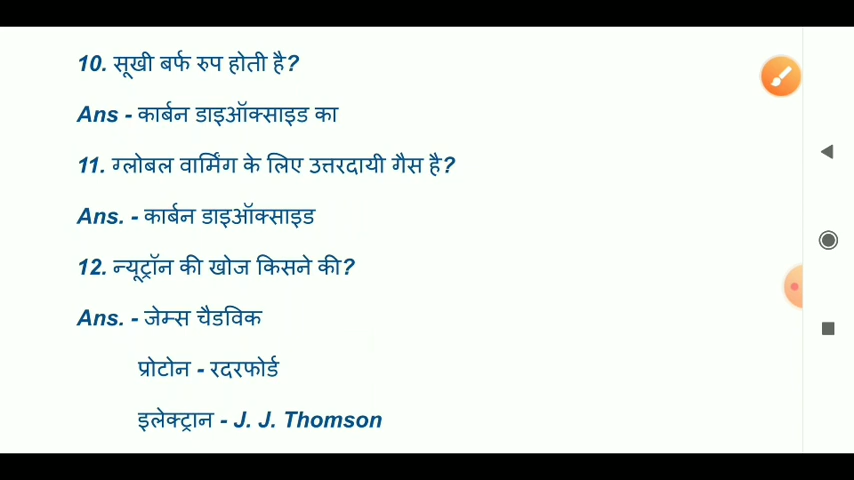 10. सूखी बर्फ रुप होती है?
Ans - कार्बन डाइऑक्साइड का
11. ग्लोबल वार्मिंग के लिए उत्तरदायी गैस है?
Ans. - कार्बन डाइऑक्साइड
12. न्यूट्रॉन की खोज किसने की?
Ans. - जेम्स चैडविक
प्रोटोन - रदरफोर्ड
इलेक्ट्रान - J. J. Thomson